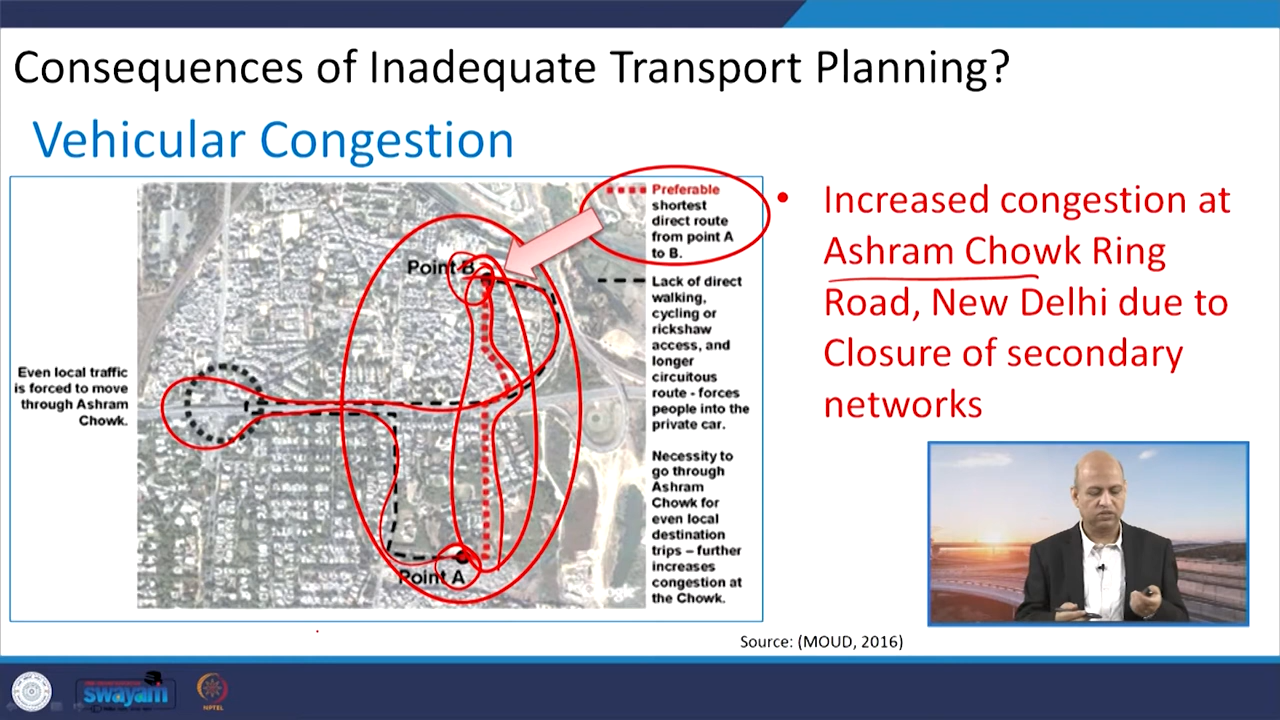 Consequences of Inadequate Transport Planning?
Vehicular Congestion
Preferable
shortest
direct route
from point A
to B.
Point B
Lack of direct
walking,
cycling or
rickshaw
access, and
longer
circuitous
route - forces
people into the
private car.
Even local traffic
is forced to move
through Ashram
Chowk.
Necessity to
go through
Ashram
Chowk for
even local
destination
trips – further
increases
congestion at
the Chowk.
Point A
• Increased congestion at
Ashram Chowk Ring
Road, New Delhi due to
Closure of secondary
networks
Source: (MOUD, 2016)
swayam
NPTEL